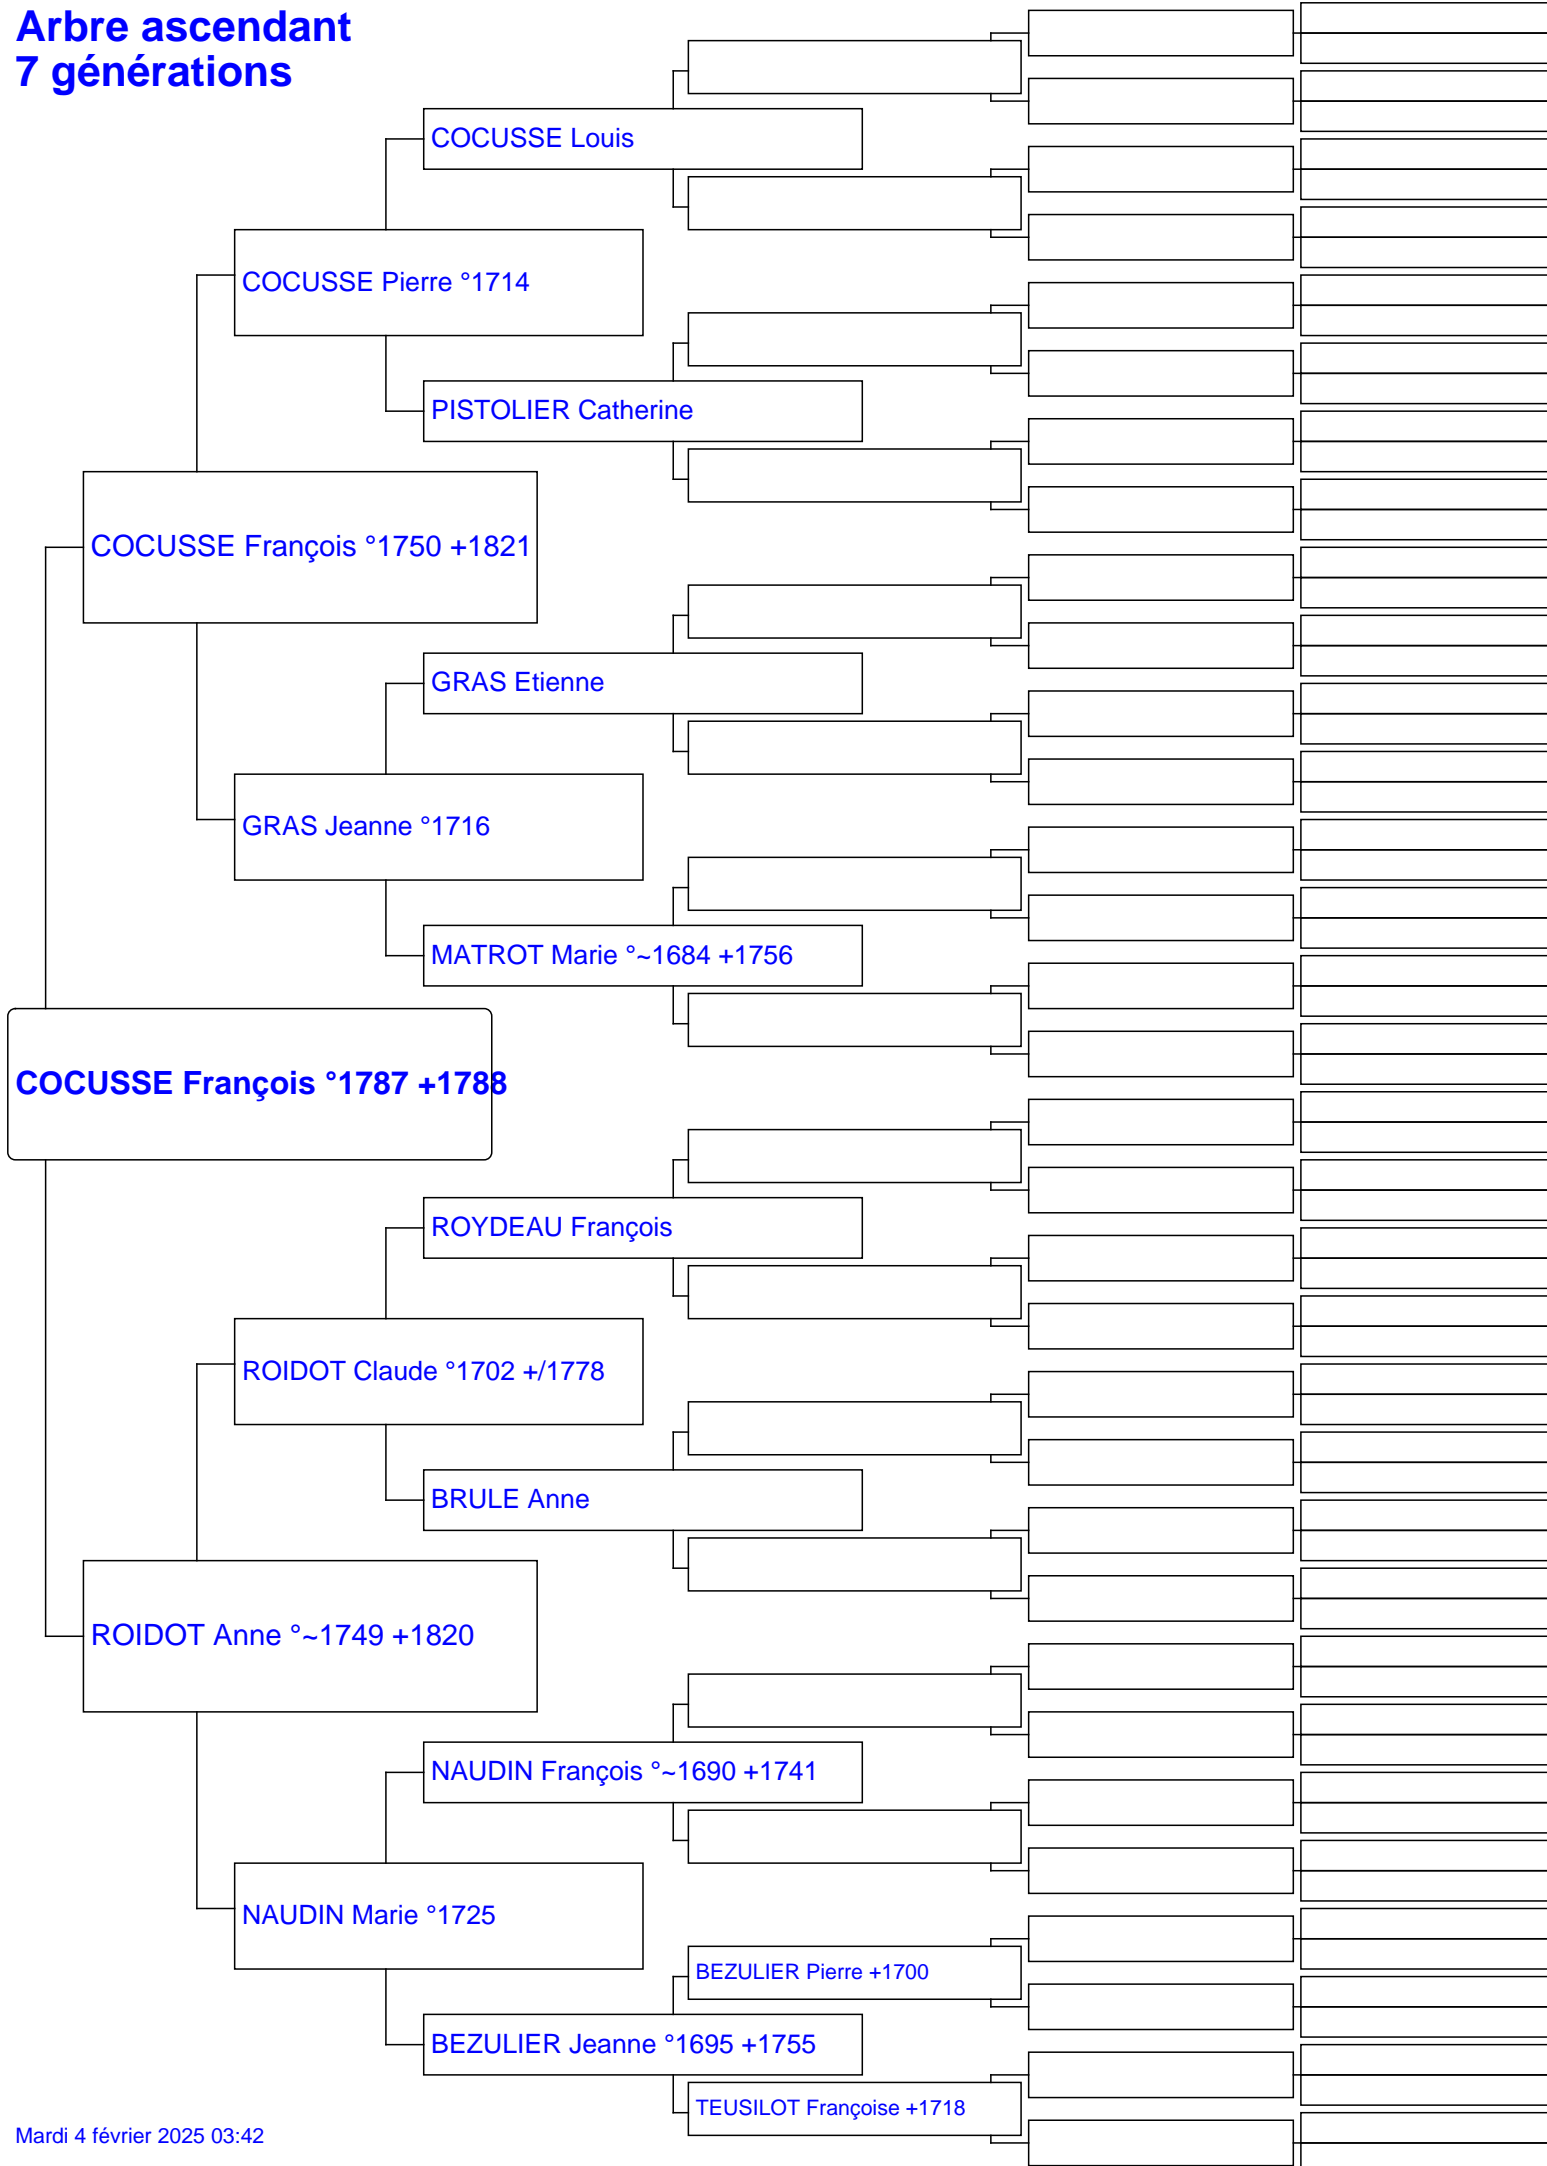 Arbre ascendant
7 générations
COCUSSE Louis
COCUSSE Pierre °1714
PISTOLIER Catherine
COCUSSE François °1750 +1821
GRAS Etienne
GRAS Jeanne °1716
MATROT Marie °~1684 +1756
COCUSSE François °1787 +1788
ROYDEAU François
ROIDOT Claude °1702 +/1778
BRULE Anne
ROIDOT Anne °~1749 +1820
NAUDIN François °~1690 +1741
NAUDIN Marie °1725
BEZULIER Pierre +1700
BEZULIER Jeanne °1695 +1755
TEUSILOT Françoise +1718
Mardi 4 février 2025 03:42